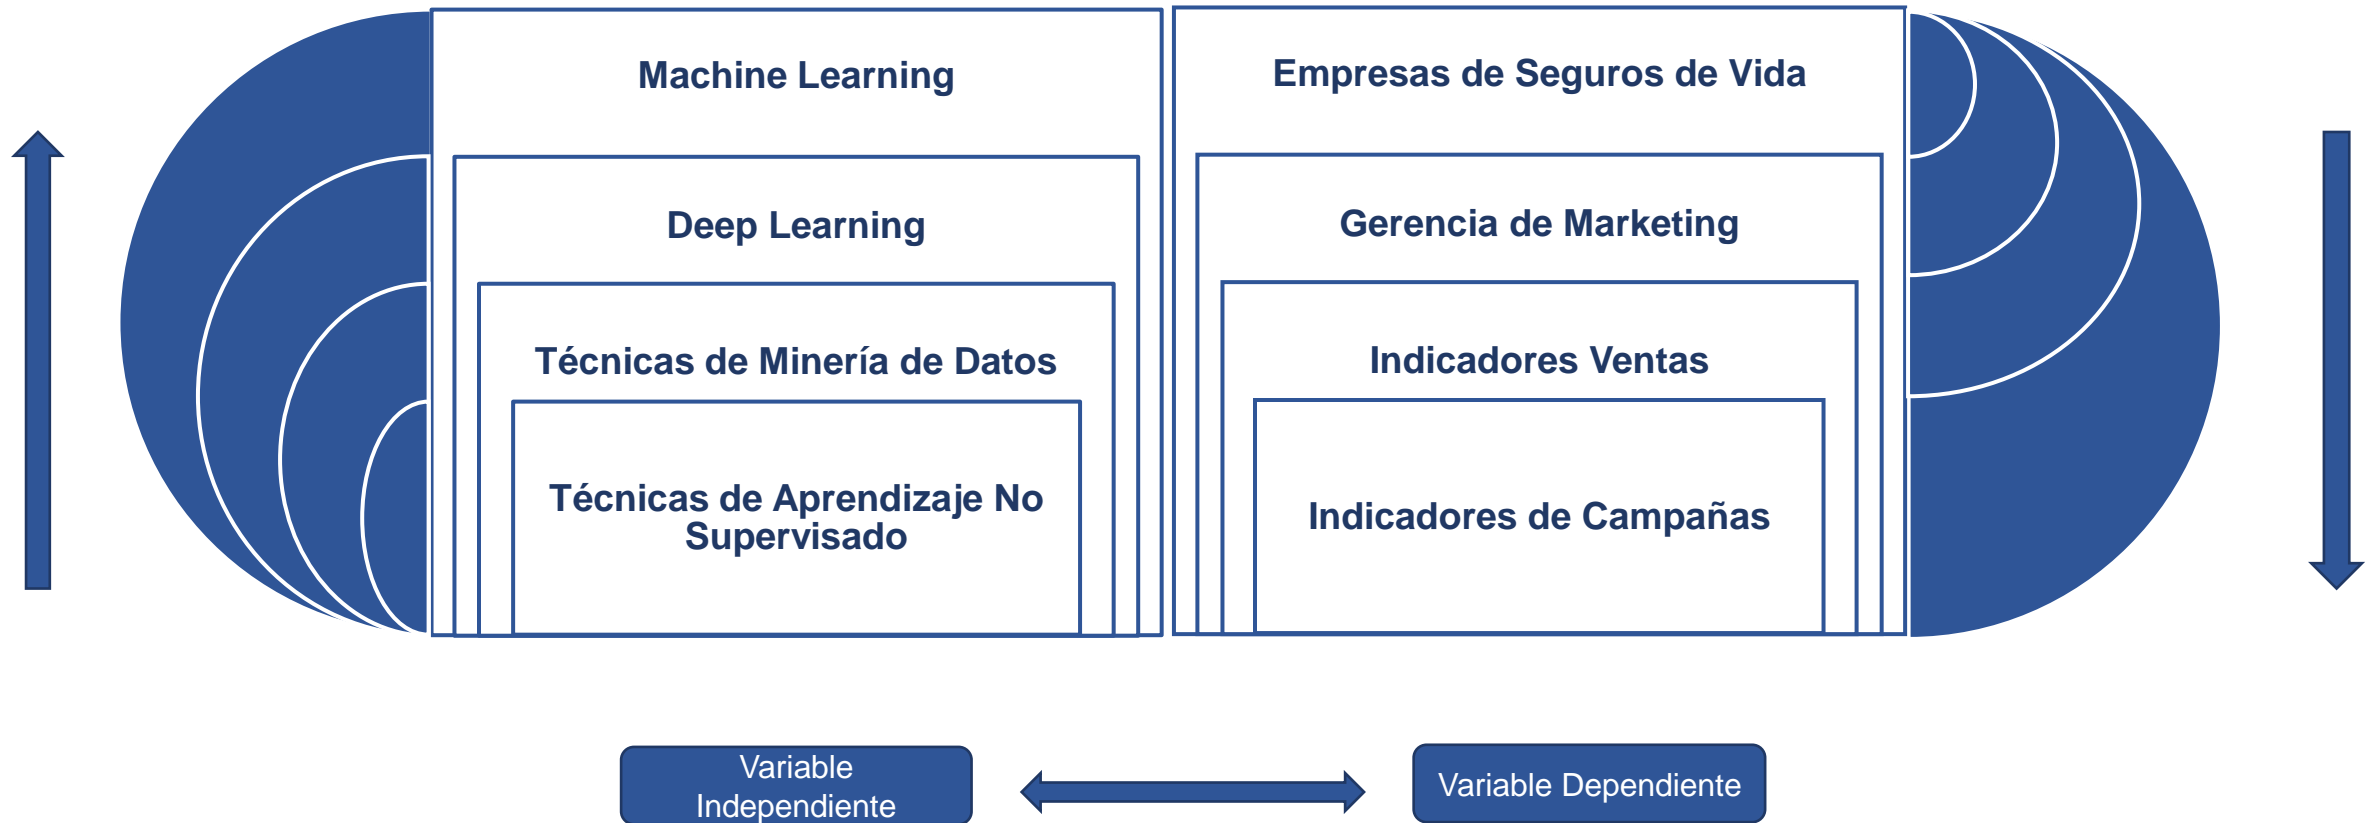 Machine Learning
Deep Learning
Técnicas de Minería de Datos
Técnicas de Aprendizaje No
Supervisado
Empresas de Seguros de Vida
Gerencia de Marketing
Indicadores Ventas
Indicadores de Campañas
Variable
Independiente
Variable Dependiente